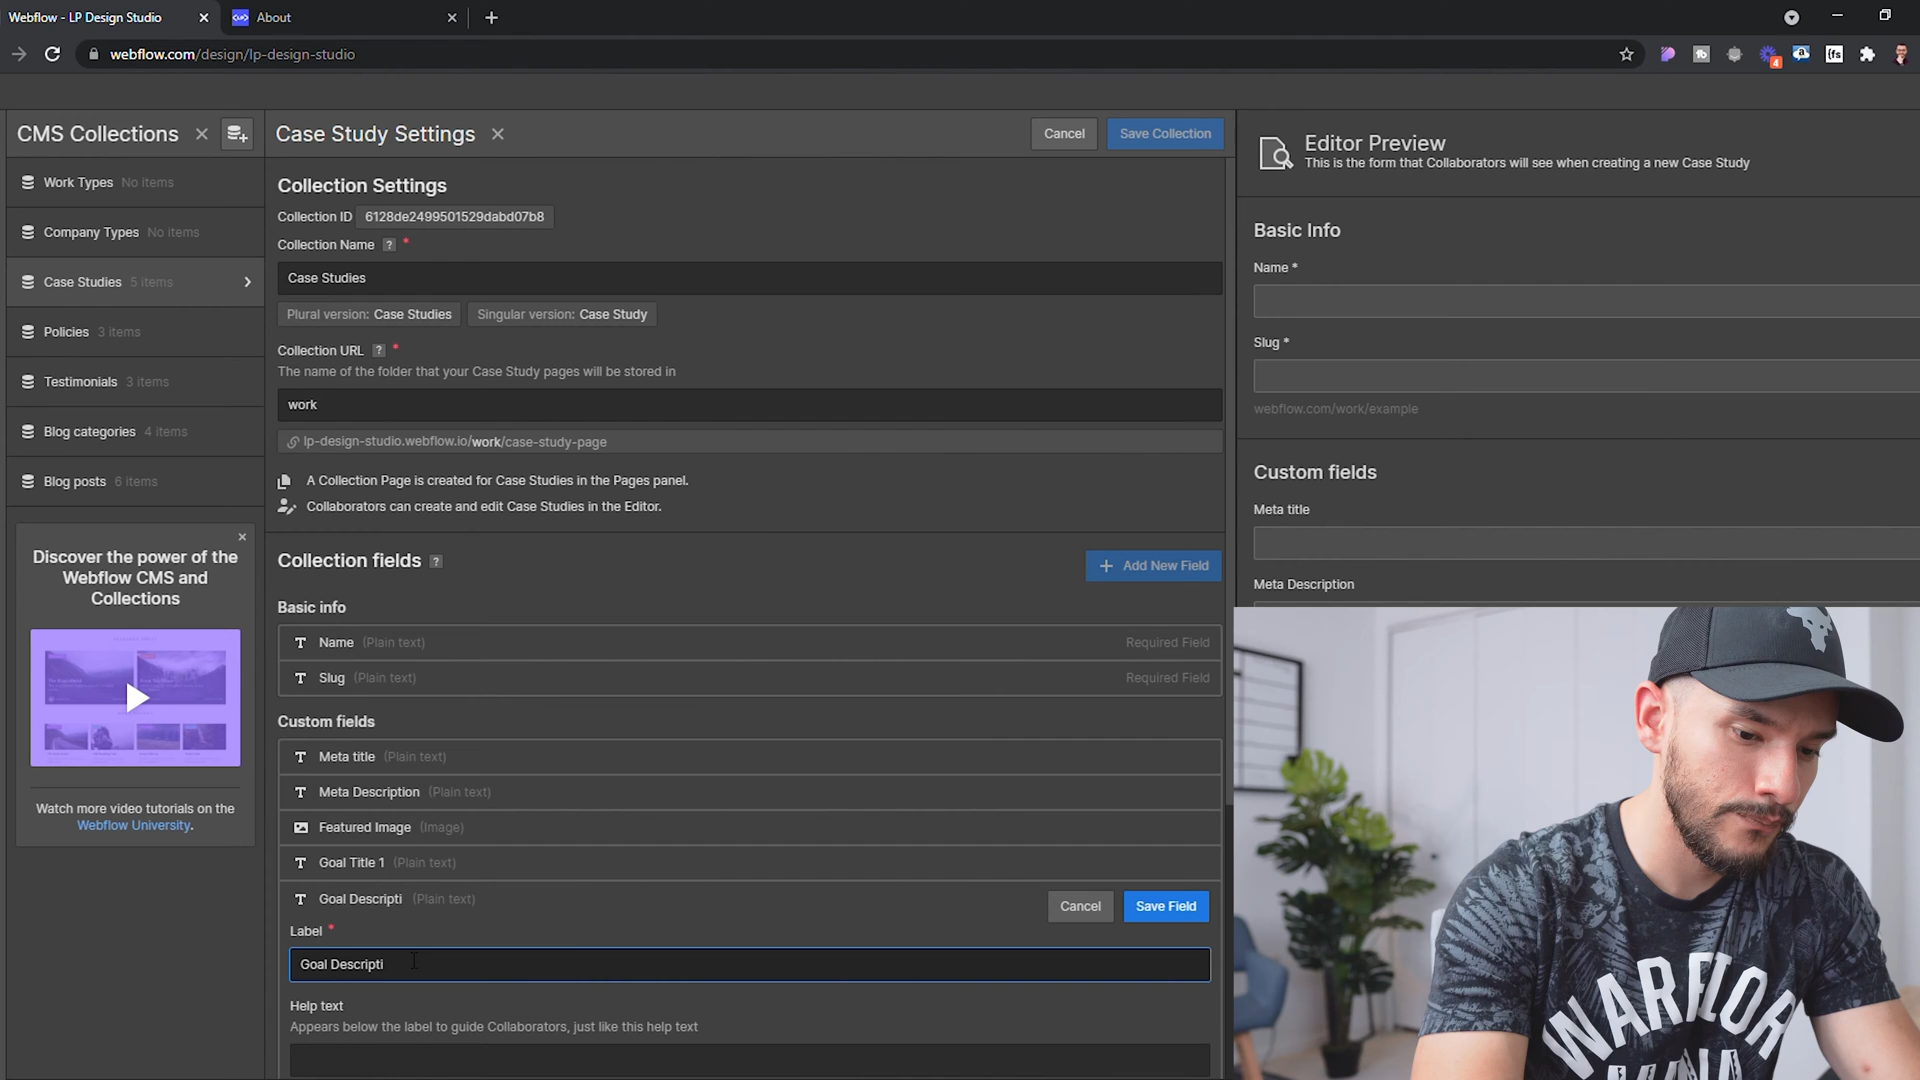 Webflow - LP Design Studio
About
webflow.com/design/lp-design-studio
4
CMS Collections
Work Types No items
Company Types No items
Case Studies 5 items
Policies 3 items
Testimonials 3 items
Blog categories 4 items
Blog posts 6 items
Discover the power of the
Webflow CMS and
Collections
Watch more video tutorials on the
Webflow University.
Case Study Settings
Cancel
Save Collection
Collection Settings
Collection ID 6128de2499501529dabd07b8
Collection Name ? *
Case Studies
Plural version: Case Studies
Singular version: Case Study
Collection URL ? *
The name of the folder that your Case Study pages will be stored in
work
lp-design-studio.webflow.io/work/case-study-page
A Collection Page is created for Case Studies in the Pages panel.
Collaborators can create and edit Case Studies in the Editor.
Collection fields ?
+ Add New Field
Basic info
Name (Plain text) Required Field
Slug (Plain text) Required Field
Custom fields
Meta title (Plain text)
Meta Description (Plain text)
Featured Image (Image)
Goal Title 1 (Plain text)
Goal Descripti (Plain text)
Cancel
Save Field
Label *
Goal Descripti
Help text
Appears below the label to guide Collaborators, just like this help text
Editor Preview
This is the form that Collaborators will see when creating a new Case Study
Basic Info
Name *
Slug *
webflow.com/work/example
Custom fields
Meta title
Meta Description
WARRIOR